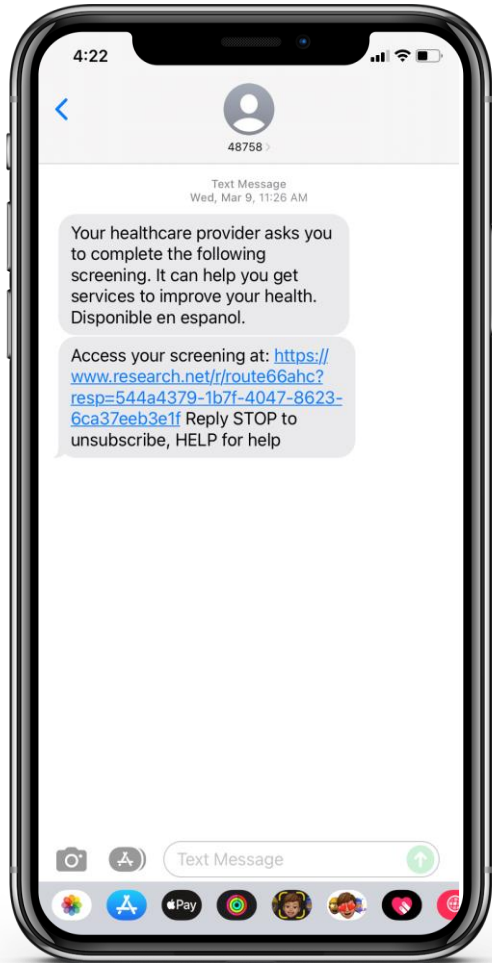 4:22
48758
Text Message
Wed, Mar 9, 11:26 AM
Your healthcare provider asks you
to complete the following
screening. It can help you get
services to improve your health.
Disponible en espanol.
Access your screening at: https://
www.research.net/r/route66ahc?
resp=544a4379-1b7f-4047-8623-
6ca37eeb3e1f Reply STOP to
unsubscribe, HELP for help
Text Message
Pay